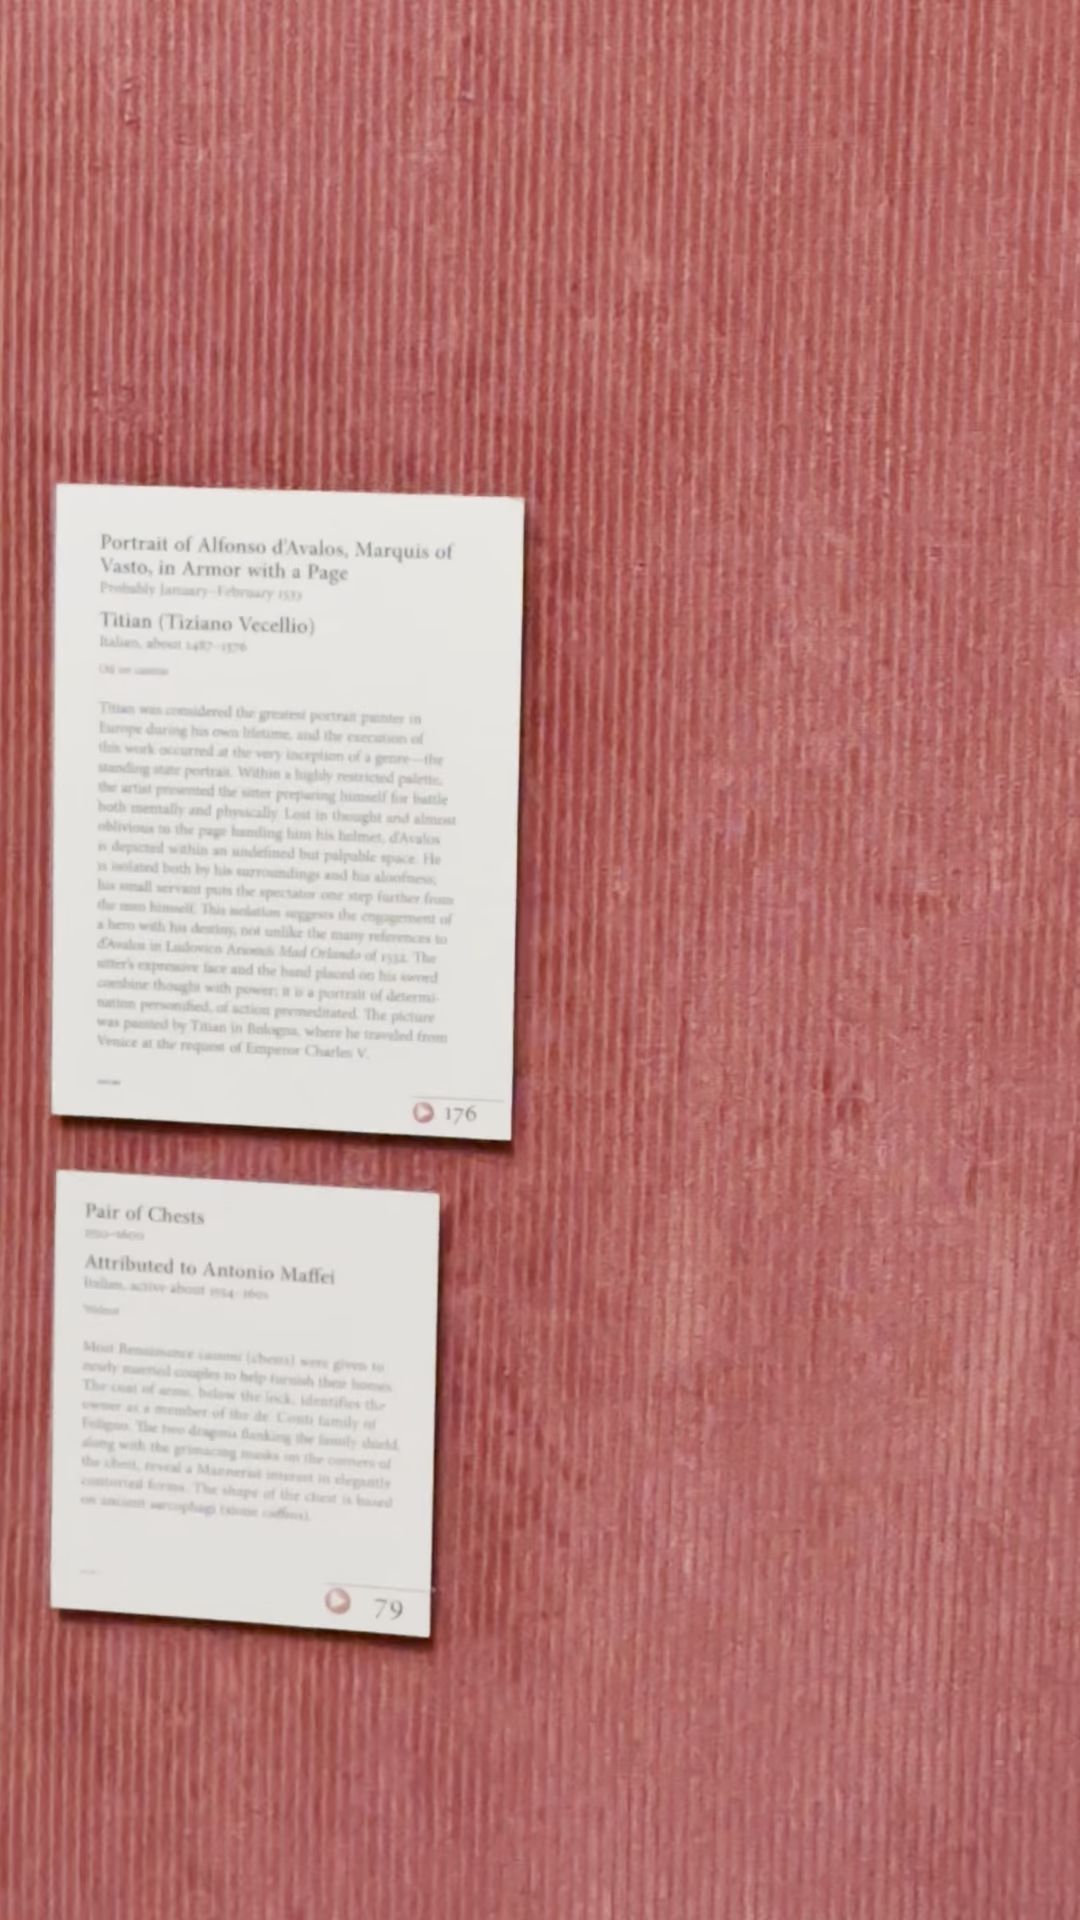 Portrait of Alfonso d'Avalos, Marquis of
Vasto, in Armor with a Page
Probably January–February 1533
Titian (Tiziano Vecellio)
Italian, about 1487–1576
Oil on canvas
Titian was considered the greatest portrait painter in
Europe during his own lifetime, and the execution of
this work occurred at the very inception of a genre—the
standing state portrait. Within a highly restricted palette,
the artist presented the sitter preparing himself for battle
both mentally and physically. Lost in thought and almost
oblivious to the page handing him his helmet, d'Avalos
is depicted within an undefined but palpable space. He
is isolated both by his surroundings and his aloofness;
his small servant puts the spectator one step further from
the man himself. This isolation suggests the engagement of
a hero with his destiny, not unlike the many references to
d'Avalos in Ludovico Ariosto's Mad Orlando of 1532. The
sitter's expressive face and the hand placed on his sword
combine thought with power; it is a portrait of determi-
nation personified, of action premeditated. The picture
was painted by Titian in Bologna, where he traveled from
Venice at the request of Emperor Charles V.
176
Pair of Chests
1550–1600
Attributed to Antonio Maffei
Italian, active about 1554–1601
Walnut
Most Renaissance cassoni (chests) were given to
newly married couples to help furnish their homes.
The coat of arms, below the lock, identifies the
owner as a member of the de' Conti family of
Foligno. The two dragons flanking the family shield,
along with the grimacing masks on the corners of
the chest, reveal a Mannerist interest in elegantly
contorted forms. The shape of the chest is based
on ancient sarcophagi (stone coffins).
79